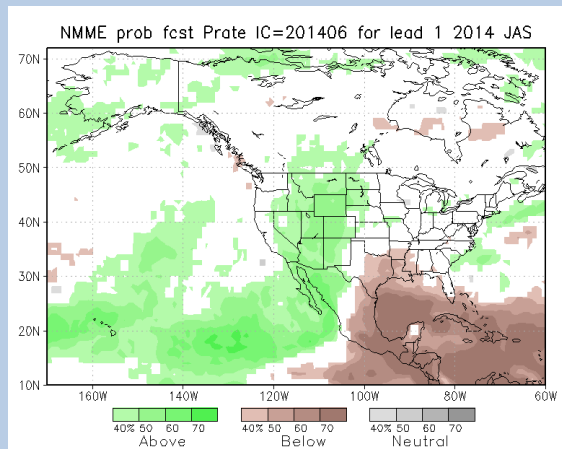 NMME prob fcst Prate IC=201406 for lead 1 2014 JAS
70N
60N
50N
40N
30N
20N
10N
160W 140W 120W 100W 80W 60W
40% 50 60 70 40% 50 60 70 40% 50 60 70
Above Below Neutral